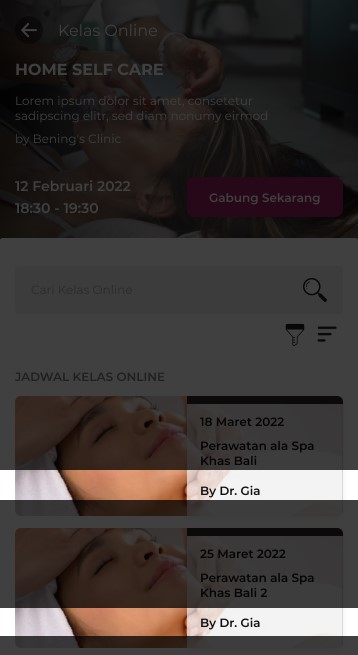 Kelas Online
HOME SELF CARE
Lorem ipsum dolor sit amet, consetetur
sadipscing elitr, sed diam nonumy eirmod
by Bening's Clinic
12 Februari 2022
18:30 - 19:30
Gabung Sekarang
Cari Kelas Online
JADWAL KELAS ONLINE
18 Maret 2022
Perawatan ala Spa
Khas Bali
By Dr. Gia
25 Maret 2022
Perawatan ala Spa
Khas Bali 2
By Dr. Gia